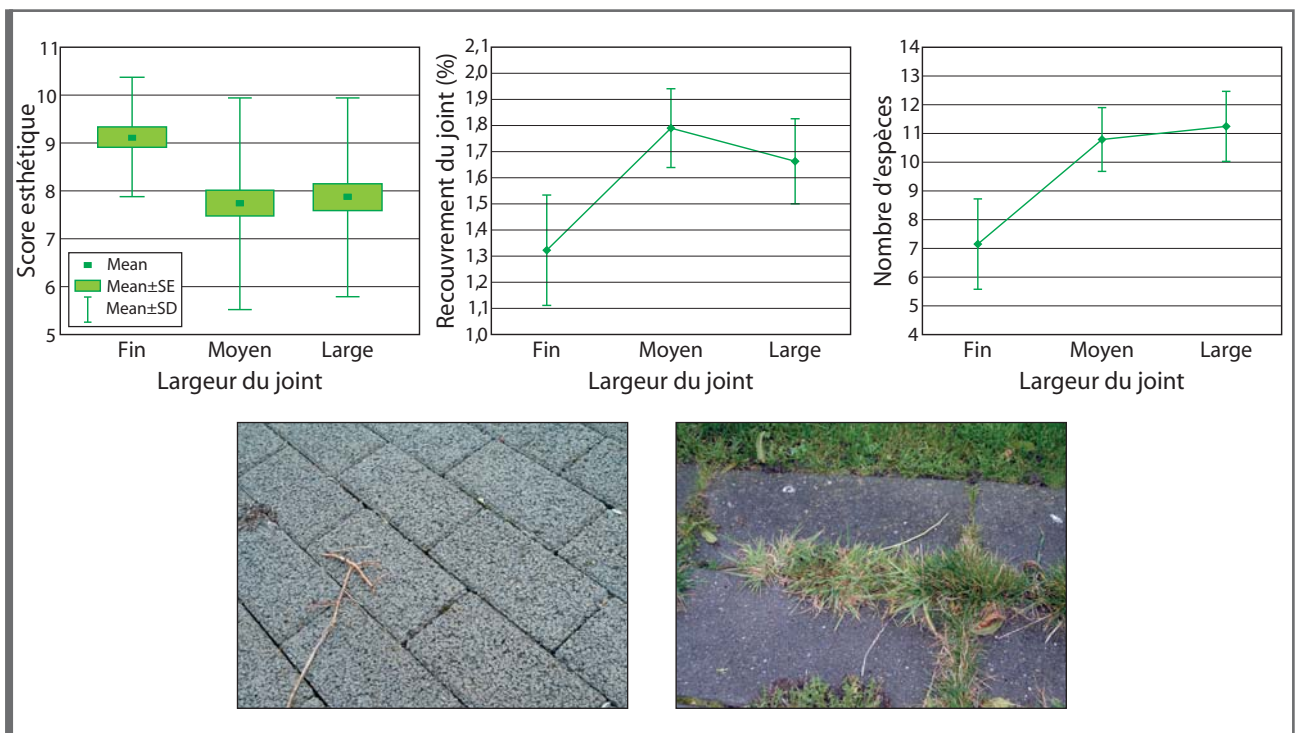 Score esthétique
11
10
9
8
7
6
5
Mean
Mean±SE
Mean±SD
Fin Moyen Large
Largeur du joint
Recouvrement du joint (%)
2,1
2,0
1,9
1,8
1,7
1,6
1,5
1,4
1,3
1,2
1,1
1,0
Fin Moyen Large
Largeur du joint
Nombre d'espèces
14
13
12
11
10
9
8
7
6
5
4
Fin Moyen Large
Largeur du joint